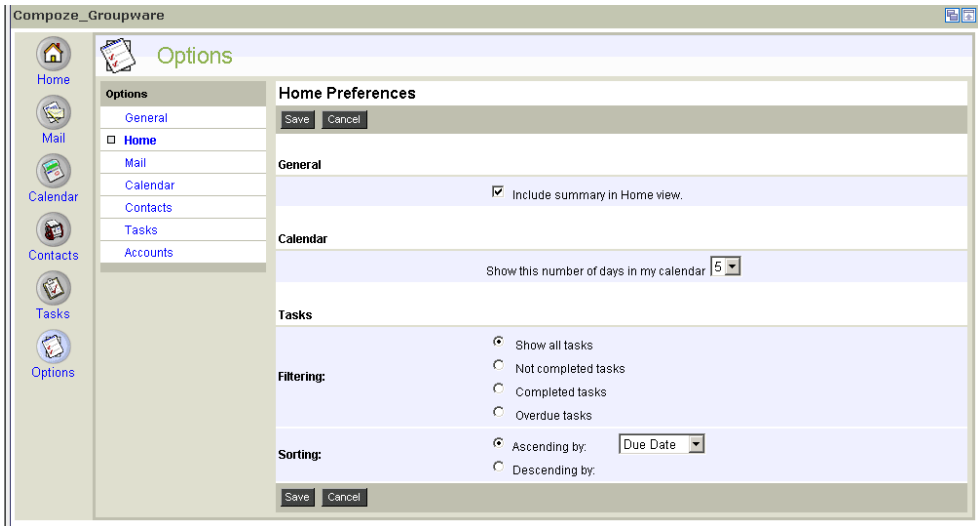 Compoze_Groupware
Home
Mail
Calendar
Contacts
Tasks
Options
Options
Options
General
Home
Mail
Calendar
Contacts
Tasks
Accounts
Home Preferences
Save Cancel
General
Include summary in Home view.
Calendar
Show this number of days in my calendar 5
Tasks
Filtering:
Show all tasks
Not completed tasks
Completed tasks
Overdue tasks
Sorting:
Ascending by: Due Date
Descending by:
Save Cancel